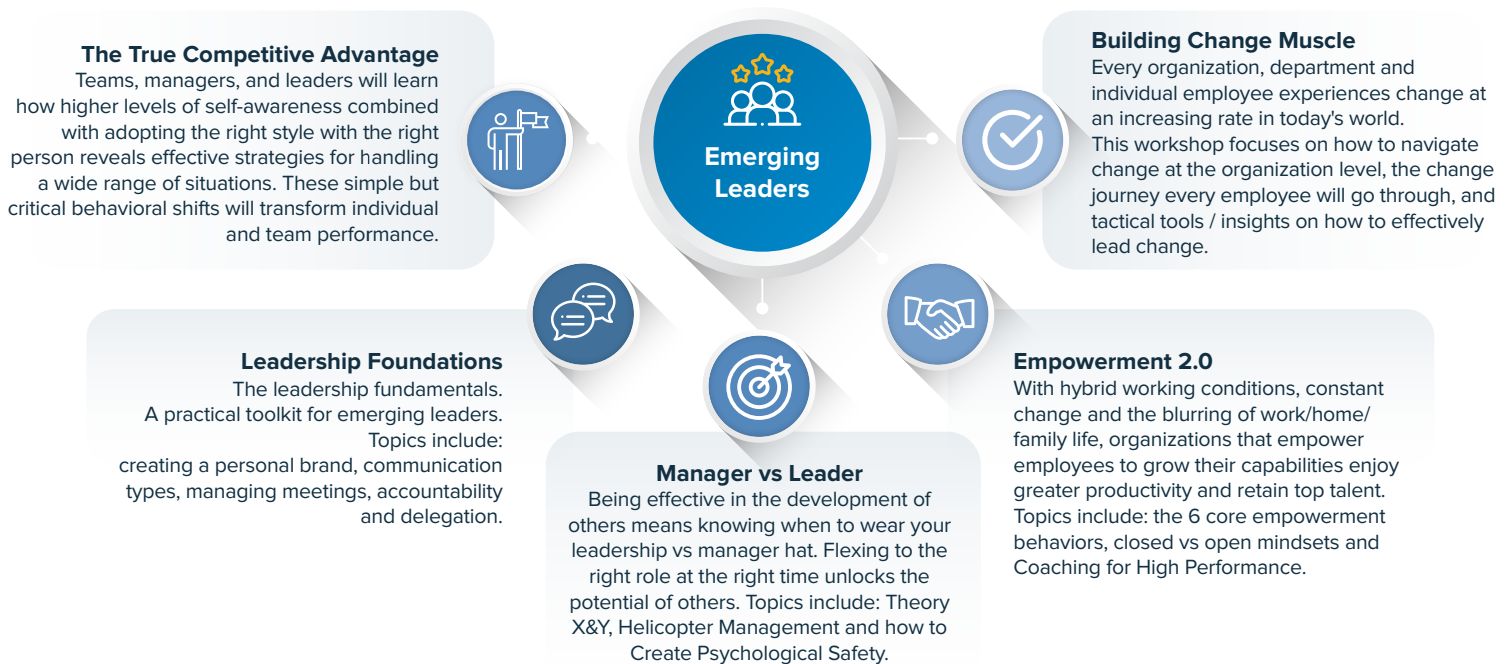 The True Competitive Advantage
Teams, managers, and leaders will learn
how higher levels of self-awareness combined
with adopting the right style with the right
person reveals effective strategies for handling
a wide range of situations. These simple but
critical behavioral shifts will transform individual
and team performance.
Emerging
Leaders
Building Change Muscle
Every organization, department and
individual employee experiences change at
an increasing rate in today's world.
This workshop focuses on how to navigate
change at the organization level, the change
journey every employee will go through, and
tactical tools / insights on how to effectively
lead change.
Leadership Foundations
The leadership fundamentals.
A practical toolkit for emerging leaders.
Topics include:
creating a personal brand, communication
types, managing meetings, accountability
and delegation.
Manager vs Leader
Being effective in the development of
others means knowing when to wear your
leadership vs manager hat. Flexing to the
right role at the right time unlocks the
potential of others. Topics include: Theory
X&Y, Helicopter Management and how to
Create Psychological Safety.
Empowerment 2.0
With hybrid working conditions, constant
change and the blurring of work/home/
family life, organizations that empower
employees to grow their capabilities enjoy
greater productivity and retain top talent.
Topics include: the 6 core empowerment
behaviors, closed vs open mindsets and
Coaching for High Performance.